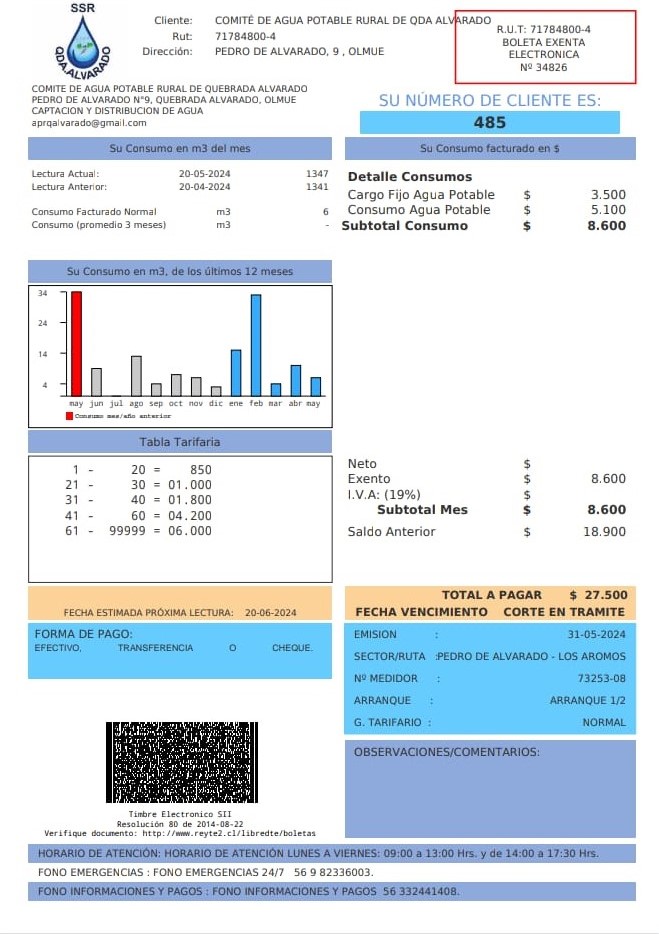 SSR
QDA.ALVARADO
Cliente: COMITÉ DE AGUA POTABLE RURAL DE QDA ALVARADO
Rut: 71784800-4
Dirección: PEDRO DE ALVARADO, 9 , OLMUE
R.U.T: 71784800-4
BOLETA EXENTA
ELECTRONICA
Nº 34826
COMITE DE AGUA POTABLE RURAL DE QUEBRADA ALVARADO
PEDRO DE ALVARADO N°9, QUEBRADA ALVARADO, OLMUE
CAPTACION Y DISTRIBUCION DE AGUA
aprqalvarado@gmail.com
SU NÚMERO DE CLIENTE ES:
485
Su Consumo en m3 del mes
Lectura Actual: 20-05-2024 1347
Lectura Anterior: 20-04-2024 1341
Consumo Facturado Normal m3 6
Consumo (promedio 3 meses) m3 -
Su Consumo facturado en $
Detalle Consumos
Cargo Fijo Agua Potable $ 3.500
Consumo Agua Potable $ 5.100
Subtotal Consumo $ 8.600
Su Consumo en m3, de los últimos 12 meses
34
24
14
4
may jun jul ago sep oct nov dic ene feb mar abr may
Consumo mes/año anterior
Tabla Tarifaria
1 - 20 = 850
21 - 30 = 01.000
31 - 40 = 01.800
41 - 60 = 04.200
61 - 99999 = 06.000
Neto $
Exento $ 8.600
I.V.A: (19%) $
Subtotal Mes $ 8.600
Saldo Anterior $ 18.900
FECHA ESTIMADA PRÓXIMA LECTURA: 20-06-2024
TOTAL A PAGAR $ 27.500
FECHA VENCIMIENTO CORTE EN TRAMITE
FORMA DE PAGO:
EFECTIVO, TRANSFERENCIA O CHEQUE.
EMISION : 31-05-2024
SECTOR/RUTA :PEDRO DE ALVARADO - LOS AROMOS
Nº MEDIDOR : 73253-08
ARRANQUE : ARRANQUE 1/2
G. TARIFARIO : NORMAL
OBSERVACIONES/COMENTARIOS:
Timbre Electronico SII
Resolución 80 de 2014-08-22
Verifique documento: http://www.reyte2.cl/libredte/boletas
HORARIO DE ATENCIÓN: HORARIO DE ATENCIÓN LUNES A VIERNES: 09:00 a 13:00 Hrs. y de 14:00 a 17:30 Hrs.
FONO EMERGENCIAS : FONO EMERGENCIAS 24/7 56 9 82336003.
FONO INFORMACIONES Y PAGOS : FONO INFORMACIONES Y PAGOS 56 332441408.